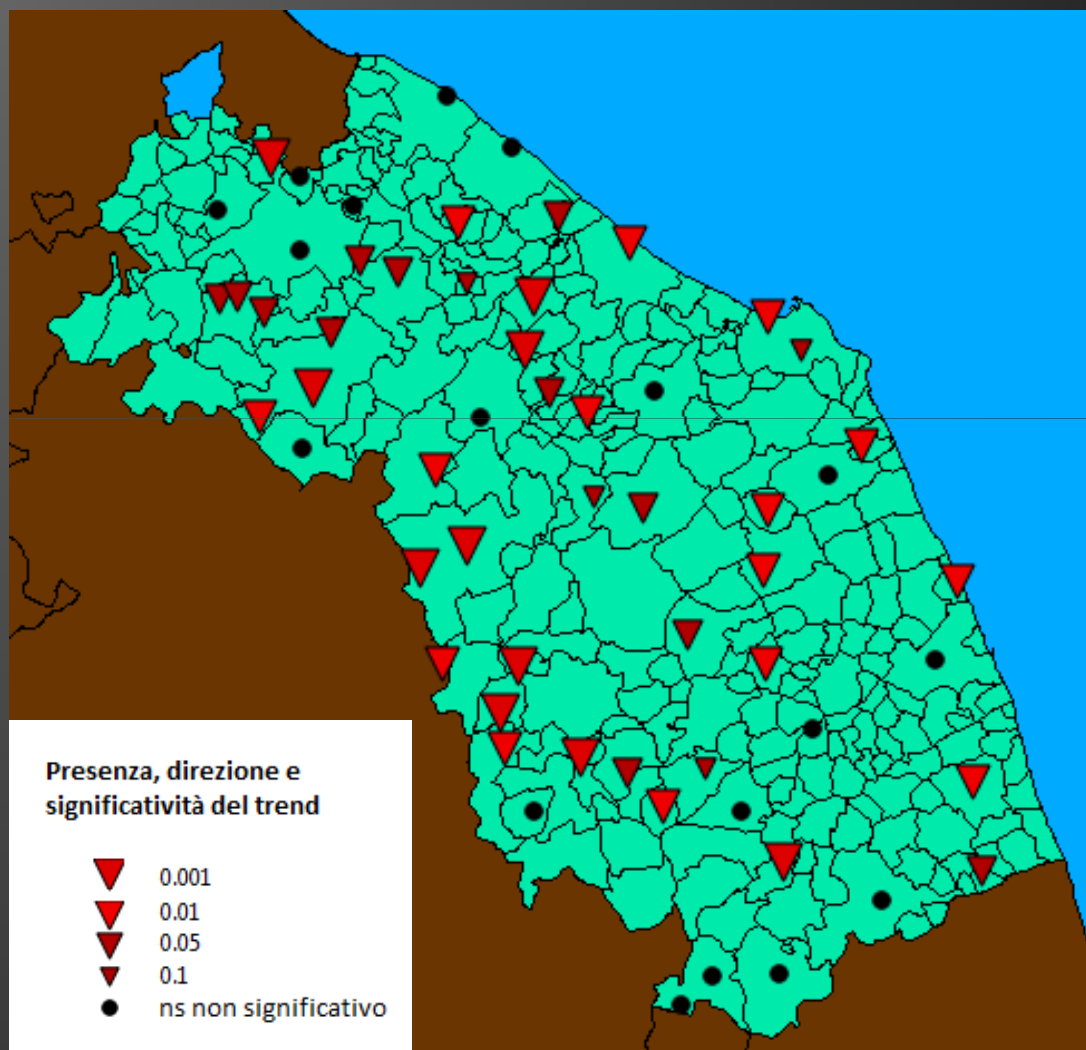 Presenza, direzione e
significatività del trend
0.001
0.01
0.05
0.1
ns non significativo